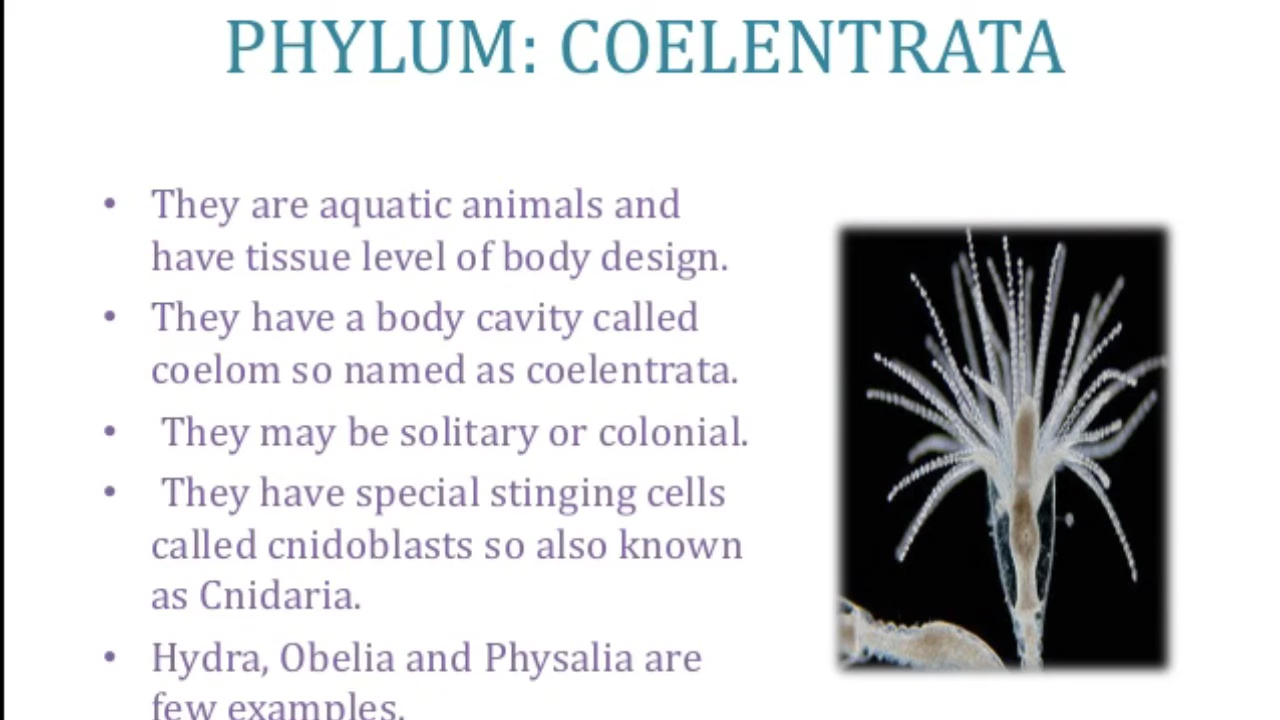 PHYLUM: COELENTRATA
• They are aquatic animals and
have tissue level of body design.
• They have a body cavity called
coelom so named as coelentrata.
• They may be solitary or colonial.
• They have special stinging cells
called cnidoblasts so also known
as Cnidaria.
• Hydra, Obelia and Physalia are
few examples.